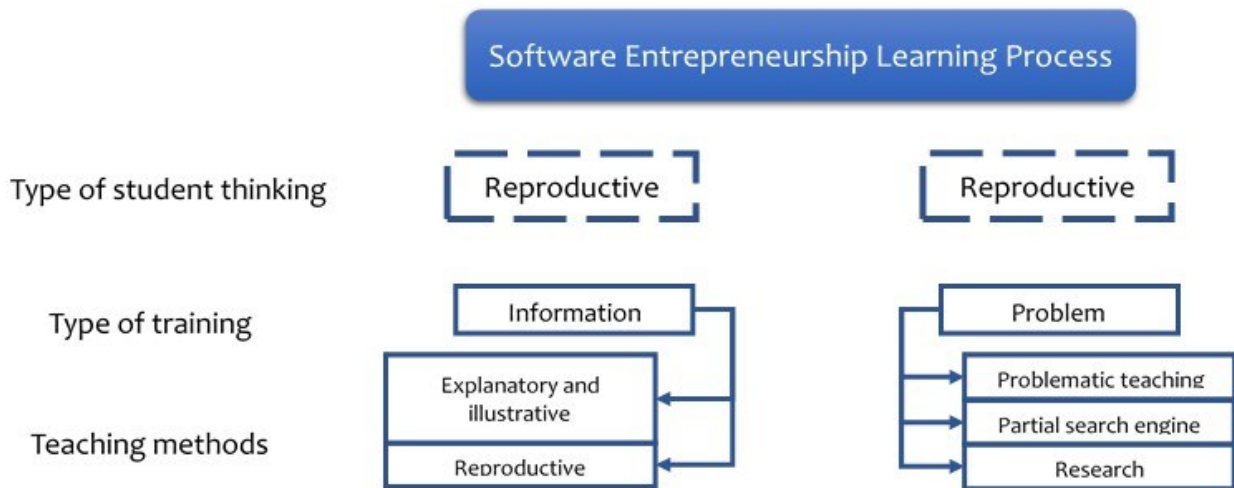 Software Entrepreneurship Learning Process
Type of student thinking
Reproductive
Reproductive
Type of training
Information
Problem
Explanatory and
illustrative
Problematic teaching
Partial search engine
Teaching methods
Reproductive
Research